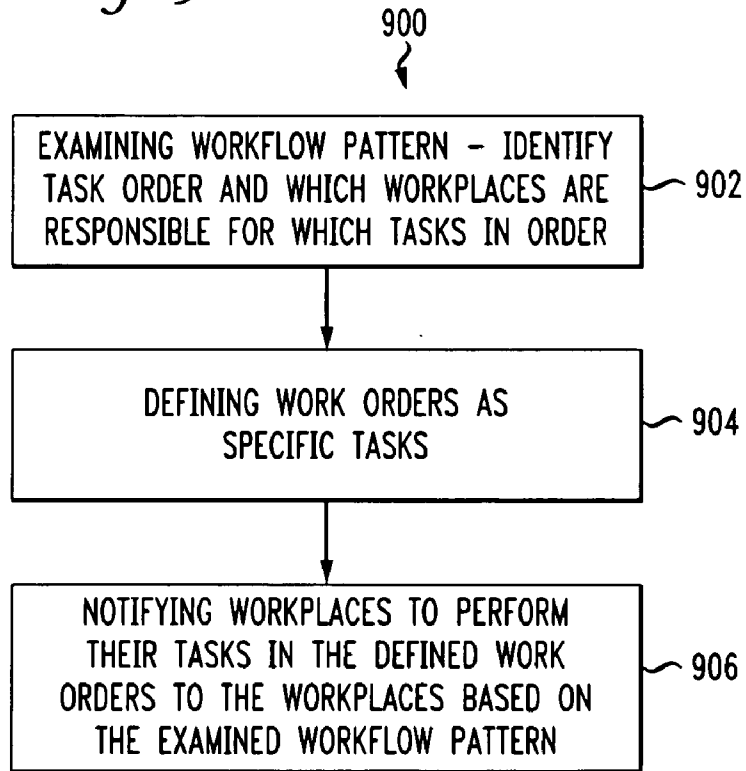 900
EXAMINING WORKFLOW PATTERN – IDENTIFY
TASK ORDER AND WHICH WORKPLACES ARE
RESPONSIBLE FOR WHICH TASKS IN ORDER
902
DEFINING WORK ORDERS AS
SPECIFIC TASKS
904
NOTIFYING WORKPLACES TO PERFORM
THEIR TASKS IN THE DEFINED WORK
ORDERS TO THE WORKPLACES BASED ON
THE EXAMINED WORKFLOW PATTERN
906